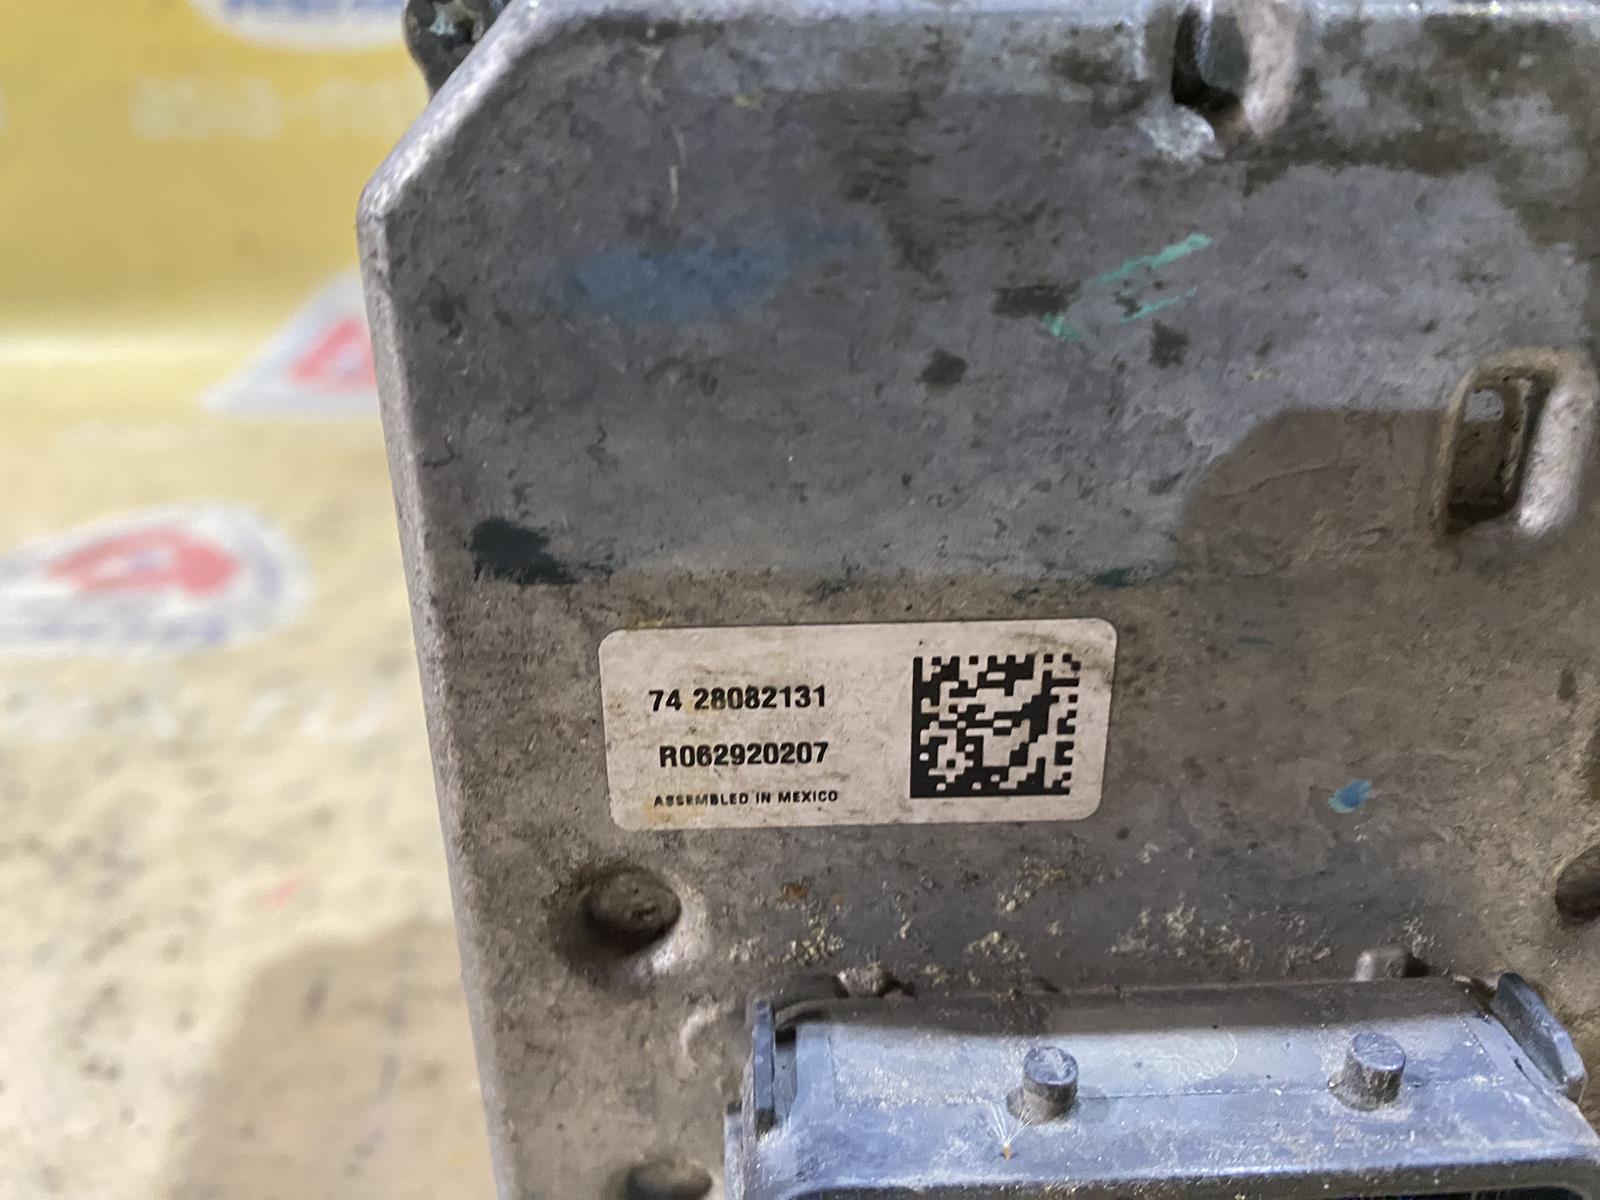 74 28082131
R062920207
ASSEMBLED IN MEXICO